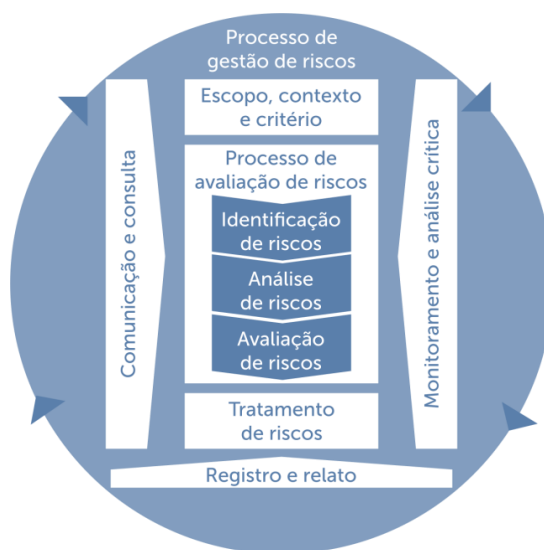 Processo de
gestão de riscos
Escopo, contexto
e critério
Processo de
avaliação de riscos
Identificação
de riscos
Análise
de riscos
Avaliação
de riscos
Tratamento
de riscos
Comunicação e consulta
Monitoramento e análise crítica
Registro e relato